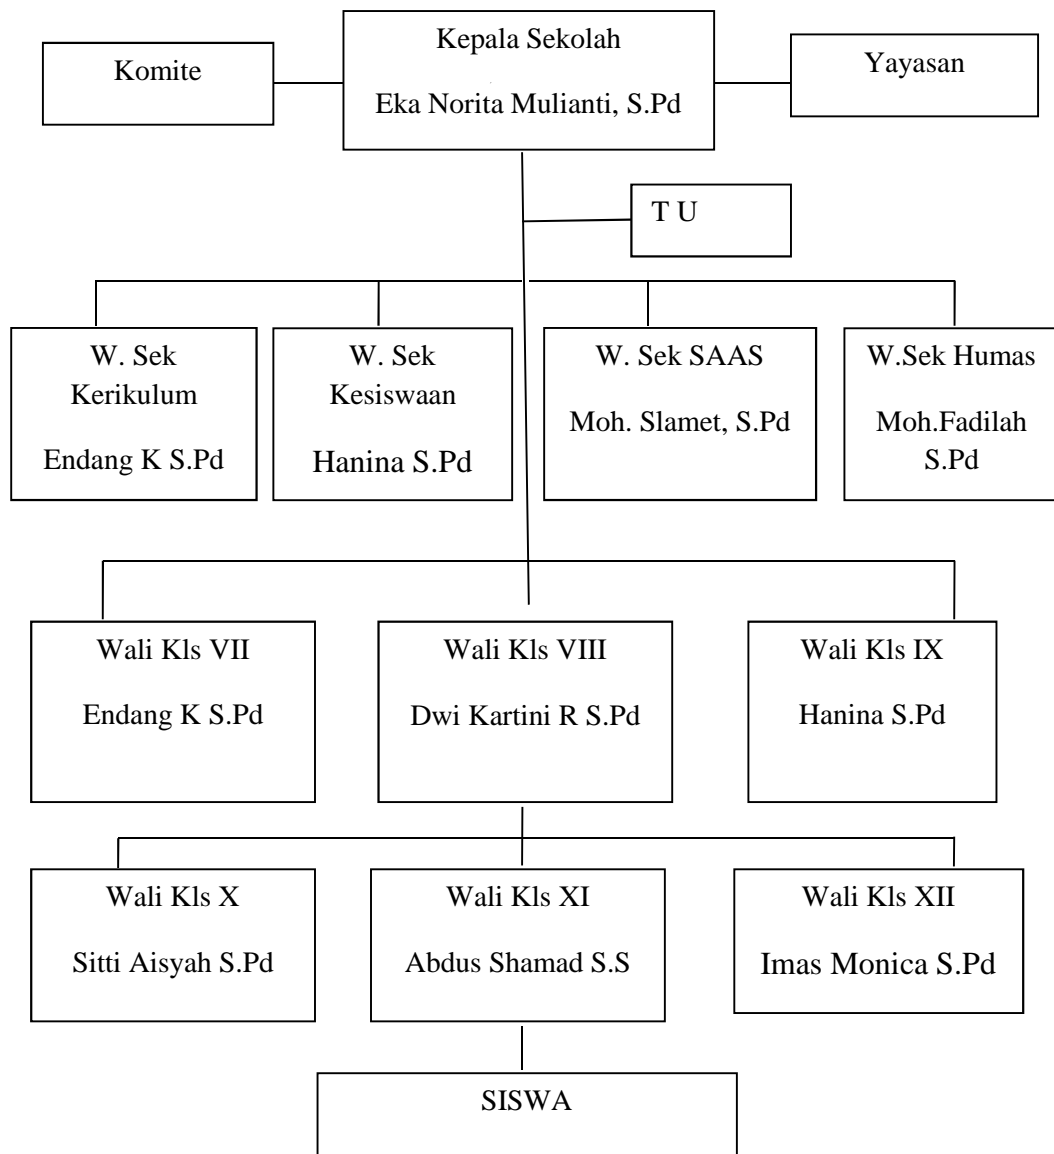 Komite
Kepala Sekolah
Eka Norita Mulianti, S.Pd
Yayasan
T U
W. Sek
Kerikulum
Endang K S.Pd
W. Sek
Kesiswaan
Hanina S.Pd
W. Sek SAAS
Moh. Slamet, S.Pd
W.Sek Humas
Moh.Fadilah
S.Pd
Wali Kls VII
Endang K S.Pd
Wali Kls VIII
Dwi Kartini R S.Pd
Wali Kls IX
Hanina S.Pd
Wali Kls X
Sitti Aisyah S.Pd
Wali Kls XI
Abdus Shamad S.S
Wali Kls XII
Imas Monica S.Pd
SISWA